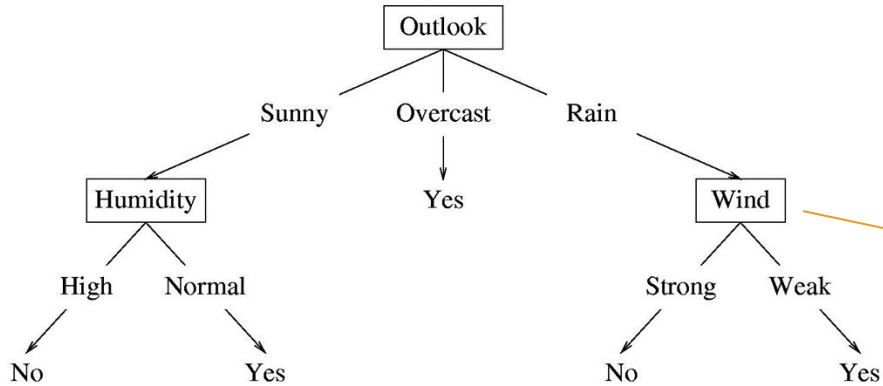 Outlook
Sunny Overcast Rain
Humidity Yes Wind
High Normal Strong Weak
No Yes No Yes